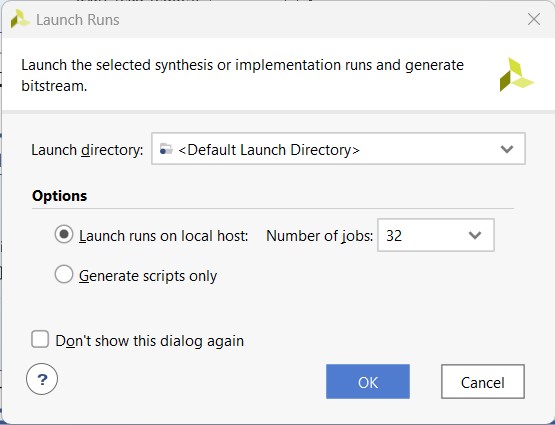 Launch Runs
Launch the selected synthesis or implementation runs and generate
bitstream.
Launch directory: <Default Launch Directory>
Options
Launch runs on local host: Number of jobs: 32
Generate scripts only
Don't show this dialog again
? OK Cancel